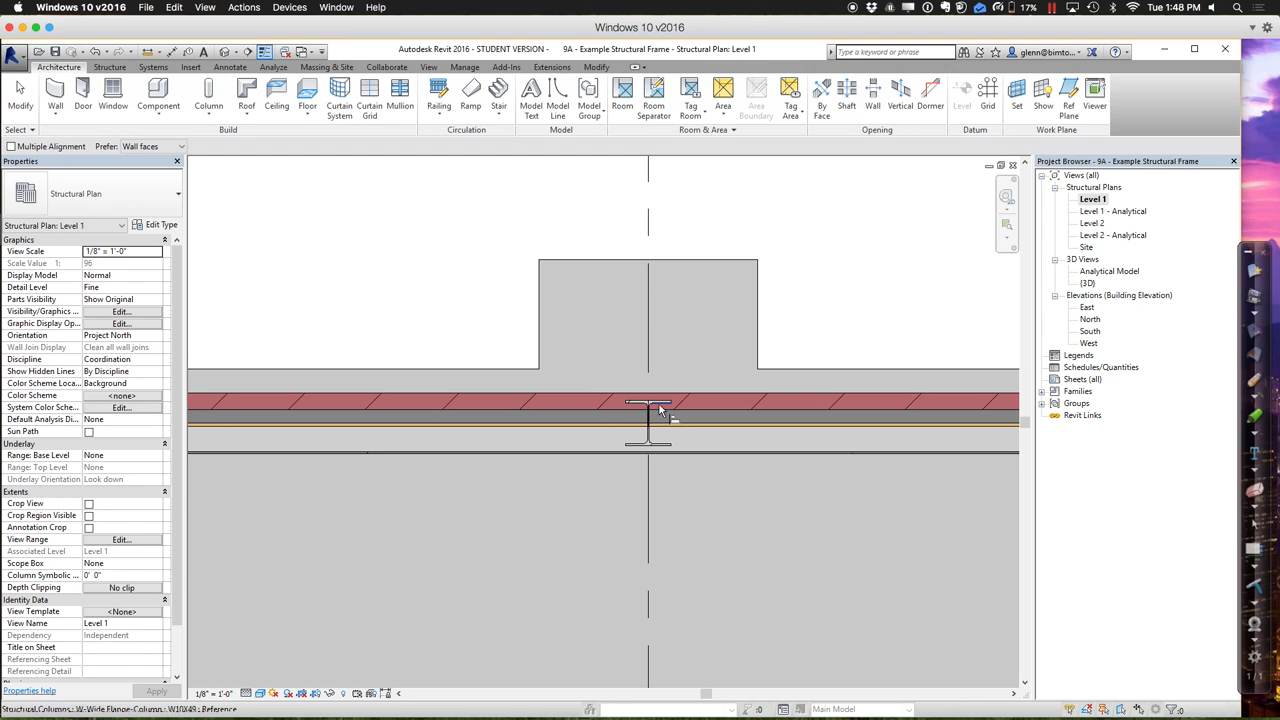 Windows 10 v2016 File Edit View Actions Devices Window Help 17% Tue 1:48 PM
Windows 10 v2016
Autodesk Revit 2016 - STUDENT VERSION - 9A - Example Structural Frame - Structural Plan: Level 1
Type a keyword or phrase
glenn@bimto...
Architecture Structure Systems Insert Annotate Analyze Massing & Site Collaborate View Manage Add-Ins Extensions Modify
Modify Wall Door Window Component Column Roof Ceiling Floor Curtain System Curtain Grid Mullion Railing Ramp Stair Model Text Model Line Model Group Room Room Separator Tag Room Area Area Boundary Tag Area By Face Shaft Wall Vertical Dormer Level Grid Set Show Ref Plane Viewer
Select Build Circulation Model Room & Area Opening Datum Work Plane
Multiple Alignment Prefer: Wall faces
Properties
Structural Plan
Structural Plan: Level 1 Edit Type
Graphics
View Scale 1/8" = 1'-0"
Scale Value 1: 96
Display Model Normal
Detail Level Fine
Parts Visibility Show Original
Visibility/Graphics ... Edit...
Graphic Display Op... Edit...
Orientation Project North
Wall Join Display Clean all wall joins
Discipline Coordination
Show Hidden Lines By Discipline
Color Scheme Loca... Background
Color Scheme <none>
System Color Sche... Edit...
Default Analysis Di... None
Sun Path
Underlay
Range: Base Level None
Range: Top Level None
Underlay Orientation Look down
Extents
Crop View
Crop Region Visible
Annotation Crop
View Range Edit...
Associated Level Level 1
Scope Box None
Column Symbolic ... 0' 0"
Depth Clipping No clip
Identity Data
View Template <None>
View Name Level 1
Dependency Independent
Title on Sheet
Referencing Sheet
Referencing Detail
Properties help Apply
1/8" = 1'-0"
Structural Columns : W-Wide Flange-Column : W10X49 : Reference
:0 Main Model :0
Project Browser - 9A - Example Structural Frame
Views (all)
Structural Plans
Level 1
Level 1 - Analytical
Level 2
Level 2 - Analytical
Site
3D Views
Analytical Model
{3D}
Elevations (Building Elevation)
East
North
South
West
Legends
Schedules/Quantities
Sheets (all)
Families
Groups
Revit Links
1 / 1